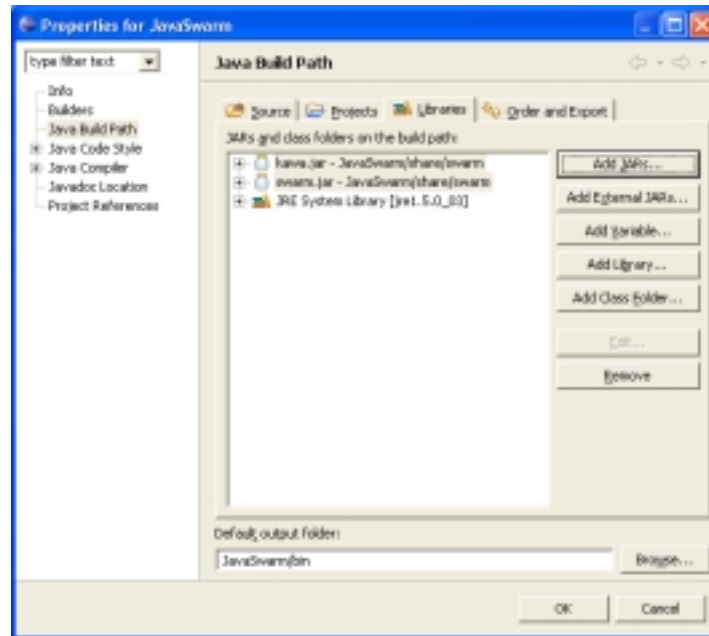 Properties for JavaSwarm
type filter text
Info
Builders
Java Build Path
Java Code Style
Java Compiler
Javadoc Location
Project References
Java Build Path
Source
Projects
Libraries
Order and Export
JARs and class folders on the build path:
kawa.jar - JavaSwarm/share/swarm
swarm.jar - JavaSwarm/share/swarm
JRE System Library [jre1.5.0_03]
Add JARs...
Add External JARs...
Add Variable...
Add Library...
Add Class Folder...
Edit...
Remove
Default output folder:
JavaSwarm/bin
Browse...
OK
Cancel